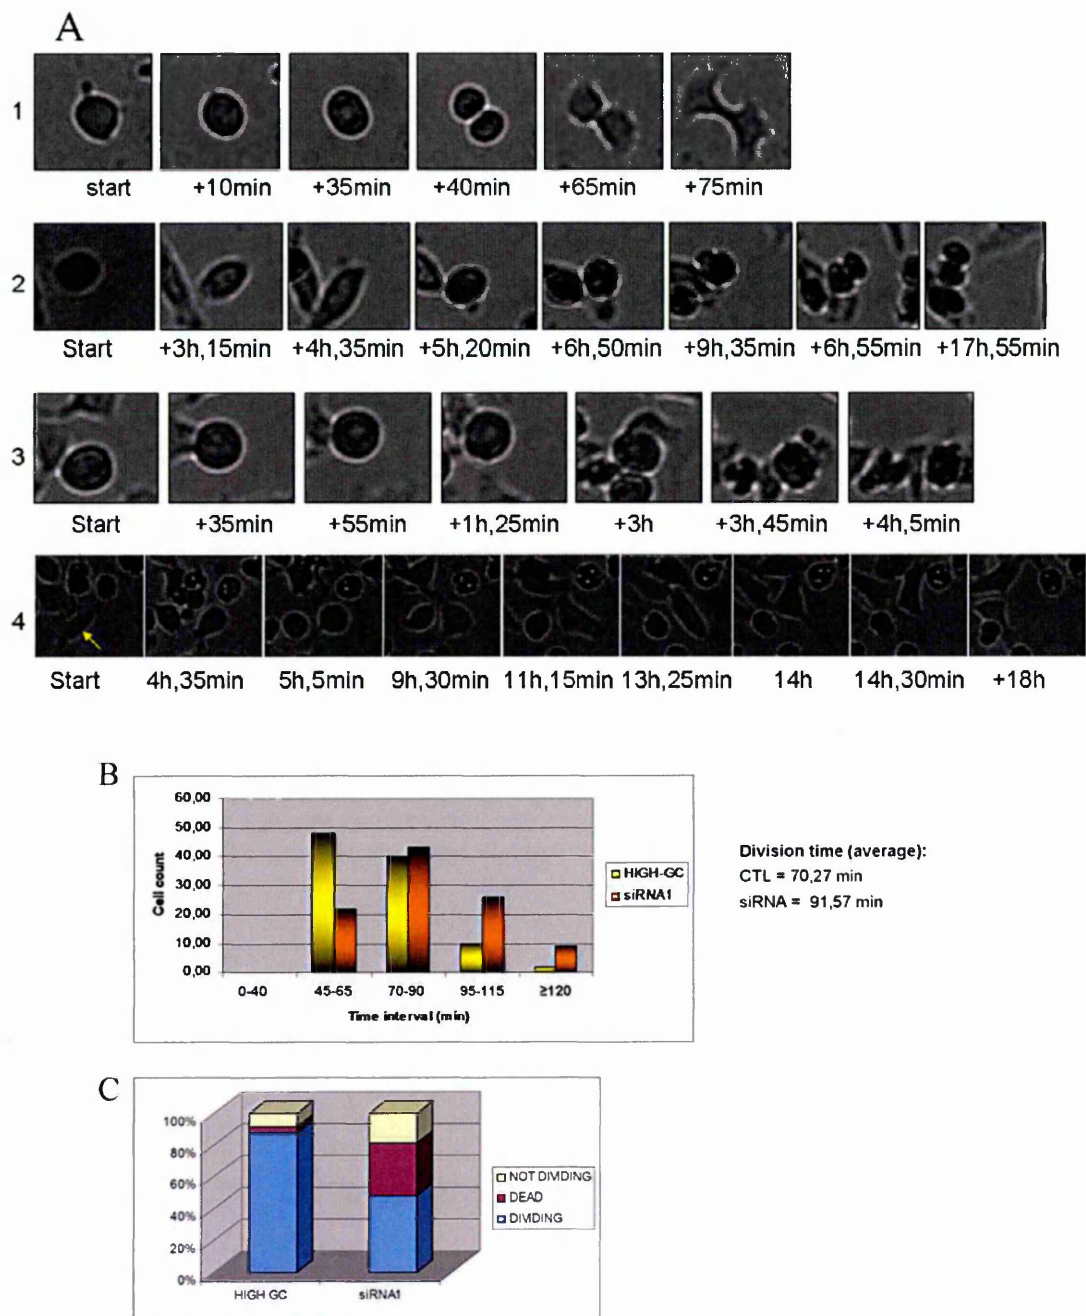 A
1
start +10min +35min +40min +65min +75min
2
Start +3h,15min +4h,35min +5h,20min +6h,50min +9h,35min +6h,55min +17h,55min
3
Start +35min +55min +1h,25min +3h +3h,45min +4h,5min
4
Start 4h,35min 5h,5min 9h,30min 11h,15min 13h,25min 14h 14h,30min +18h
B
60,00
50,00
40,00
30,00
20,00
10,00
0,00
Cell count
0-40 45-65 70-90 95-115 ≥120
Time interval (min)
HIGH-GC
siRNA1
Division time (average):
CTL = 70,27 min
siRNA = 91,57 min
C
100%
80%
60%
40%
20%
0%
HIGH GC siRNA1
NOT DIVIDING
DEAD
DIVIDING